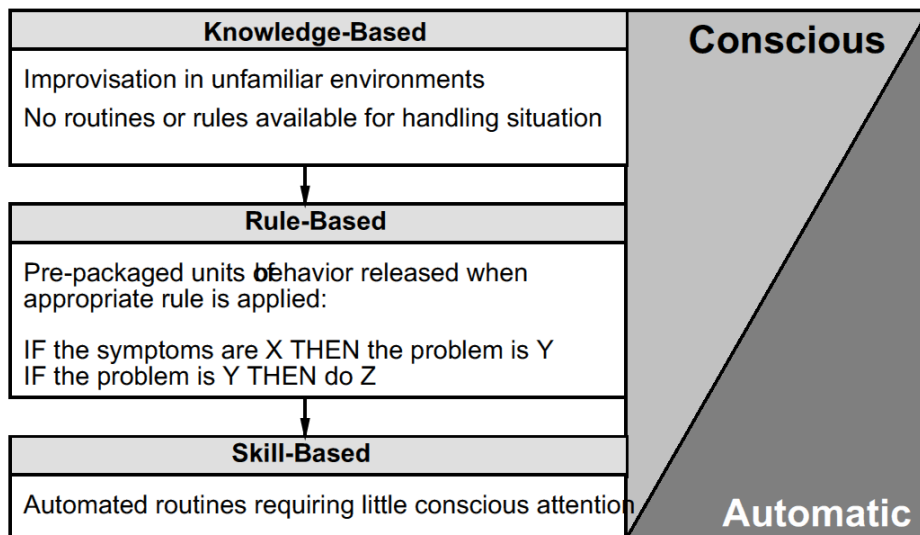 Knowledge-Based
Conscious
Improvisation in unfamiliar environments
No routines or rules available for handling situation
Rule-Based
Pre-packaged units of behavior released when
appropriate rule is applied:
IF the symptoms are X THEN the problem is Y
IF the problem is Y THEN do Z
Skill-Based
Automated routines requiring little conscious attention
Automatic